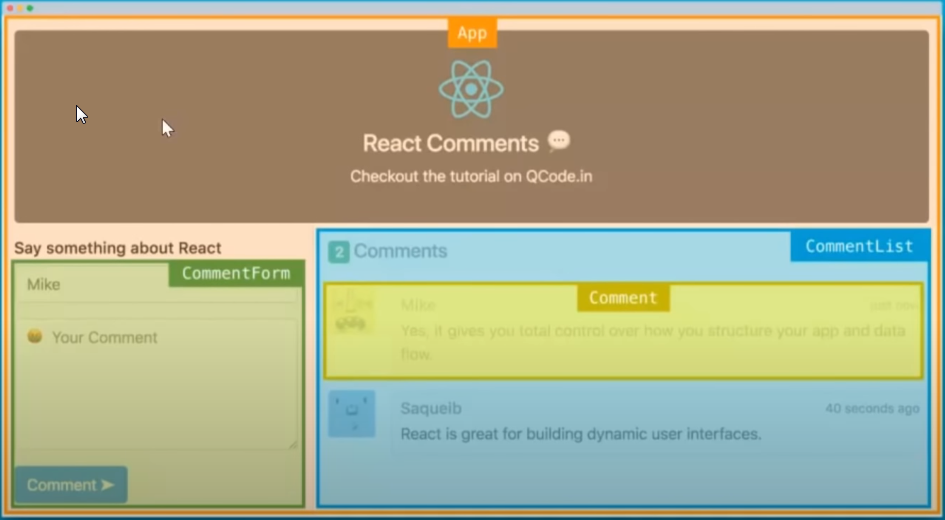 App
React Comments 💬
Checkout the tutorial on QCode.in
Say something about React
CommentForm
Mike
😀 Your Comment
Comment ➤
2 Comments
CommentList
Comment
Mike
just now
Yes, it gives you total control over how you structure your app and data
flow.
Saqueib
40 seconds ago
React is great for building dynamic user interfaces.